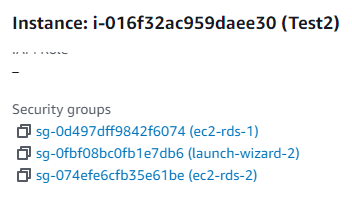 Instance: i-016f32ac959daee30 (Test2)
–
Security groups
sg-0d497dff9842f6074 (ec2-rds-1)
sg-0fbf08bc0fb1e7db6 (launch-wizard-2)
sg-074efe6cfb35e61be (ec2-rds-2)